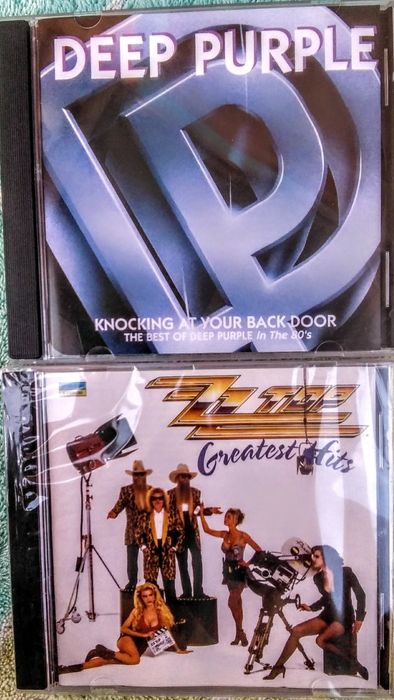 DEEP PURPLE
KNOCKING AT YOUR BACK DOOR
THE BEST OF DEEP PURPLE In The 80's
ZZ TOP
Greatest Hits